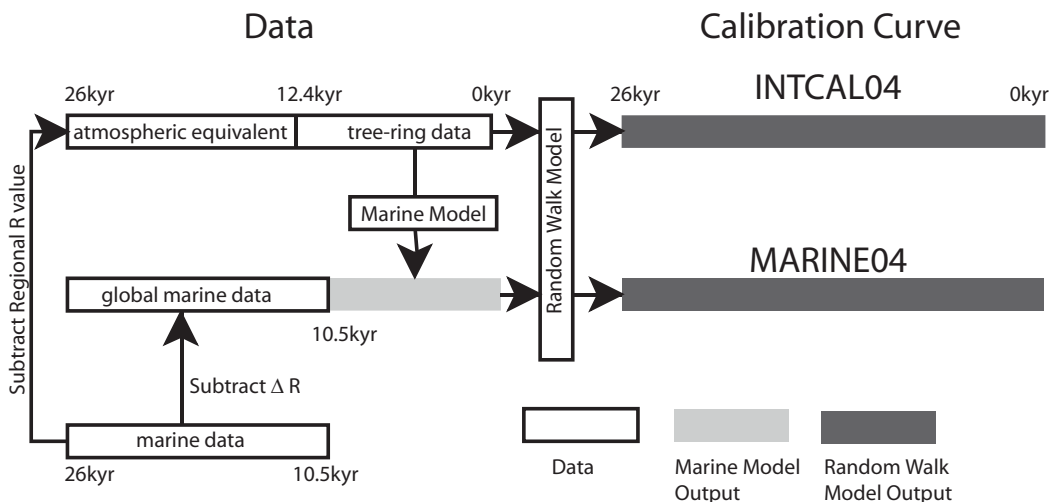 Data
Calibration Curve
26kyr
12.4kyr
0kyr
26kyr
INTCAL04
0kyr
atmospheric equivalent
tree-ring data
Marine Model
Random Walk Model
Subtract Regional R value
MARINE04
global marine data
10.5kyr
Subtract Δ R
marine data
26kyr
10.5kyr
Data
Marine Model
Output
Random Walk
Model Output